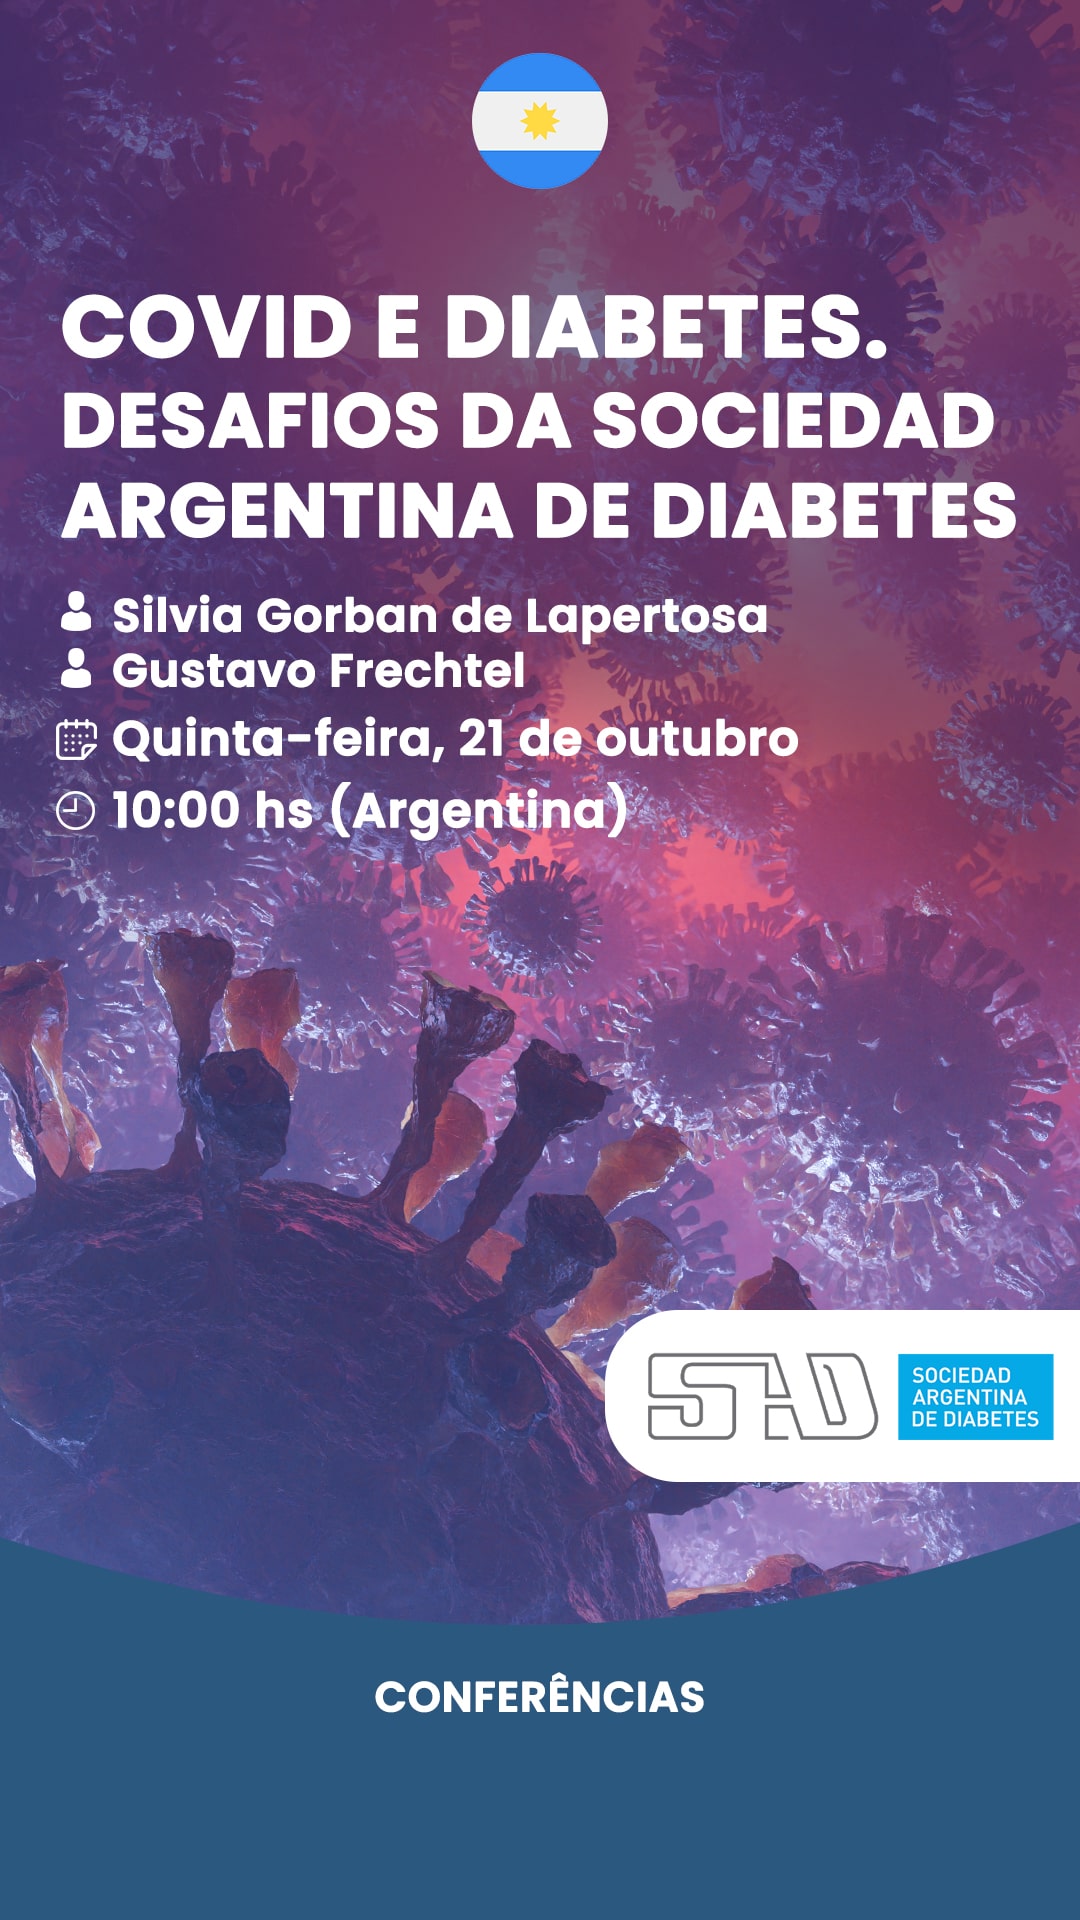 COVID E DIABETES.
DESAFIOS DA SOCIEDAD
ARGENTINA DE DIABETES
Silvia Gorban de Lapertosa
Gustavo Frechtel
Quinta-feira, 21 de outubro
10:00 hs (Argentina)
SAD
SOCIEDAD
ARGENTINA
DE DIABETES
CONFERÊNCIAS